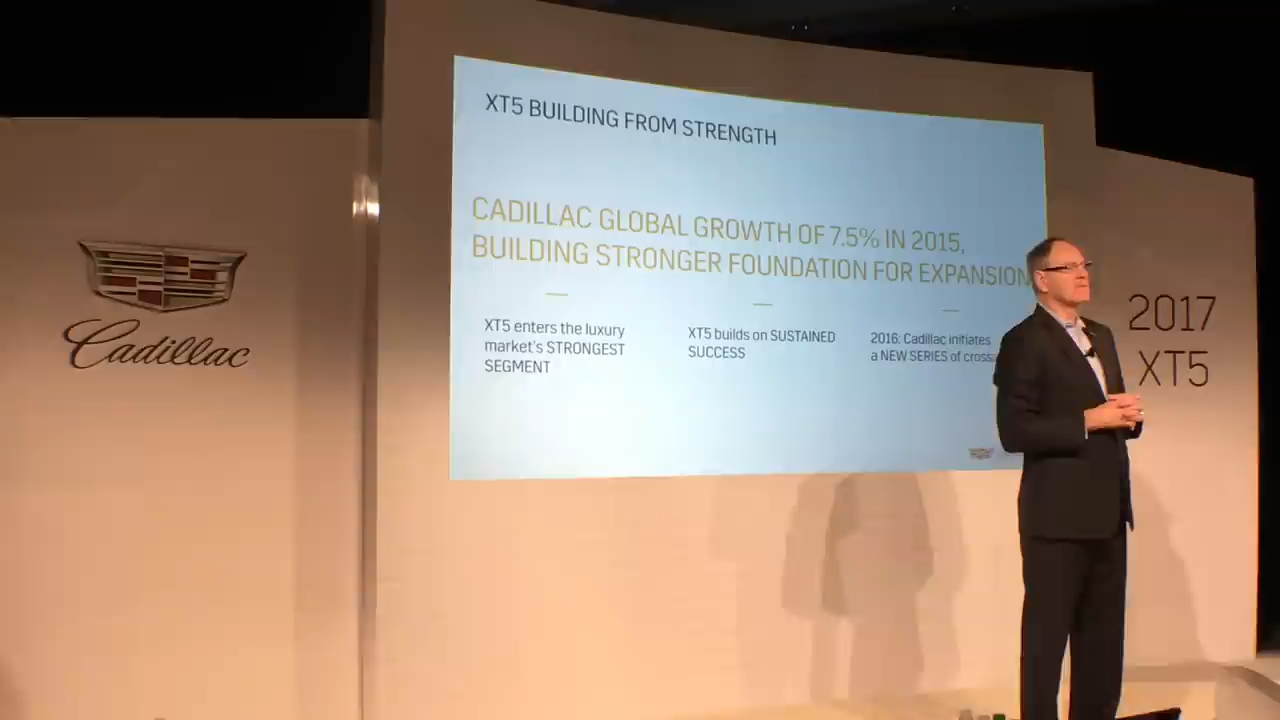 XT5 BUILDING FROM STRENGTH
CADILLAC GLOBAL GROWTH OF 7.5% IN 2015,
BUILDING STRONGER FOUNDATION FOR EXPANSION
XT5 enters the luxury
market's STRONGEST
SEGMENT
XT5 builds on SUSTAINED
SUCCESS
2016: Cadillac initiates
a NEW SERIES of cross
Cadillac
2017
XT5